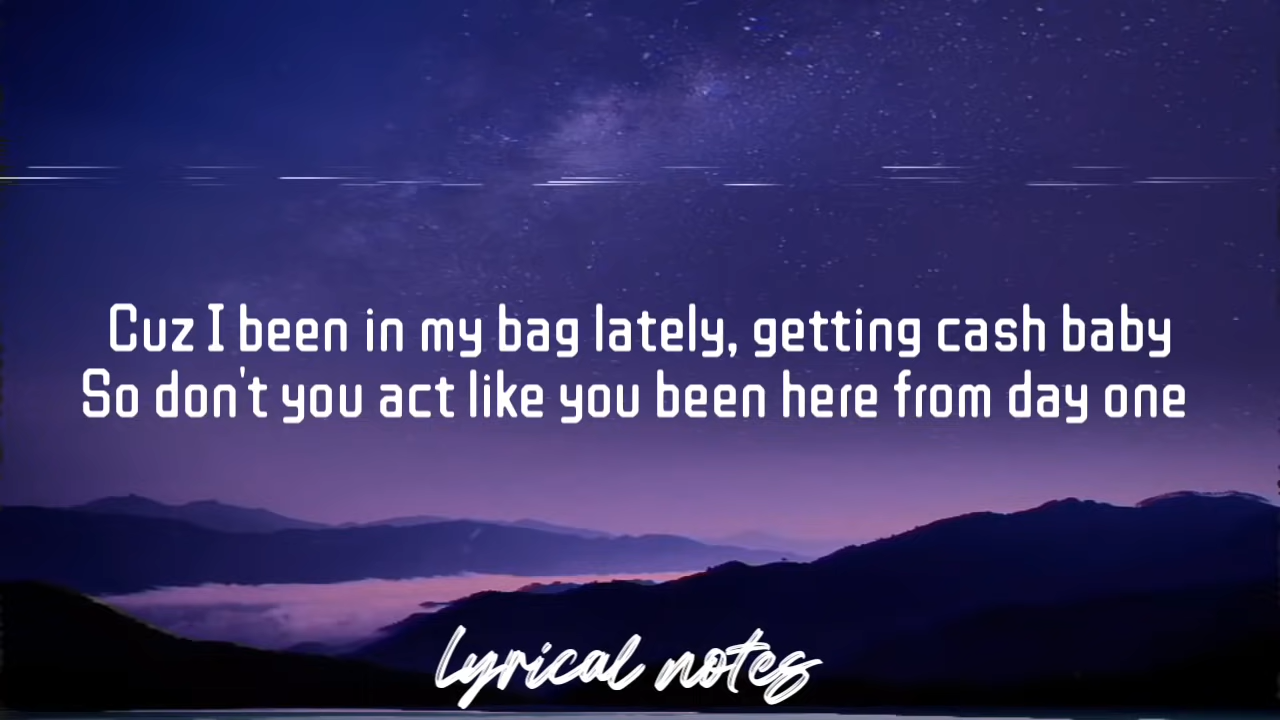 Cuz I been in my bag lately, getting cash baby
So don't you act like you been here from day one
lyrical notes